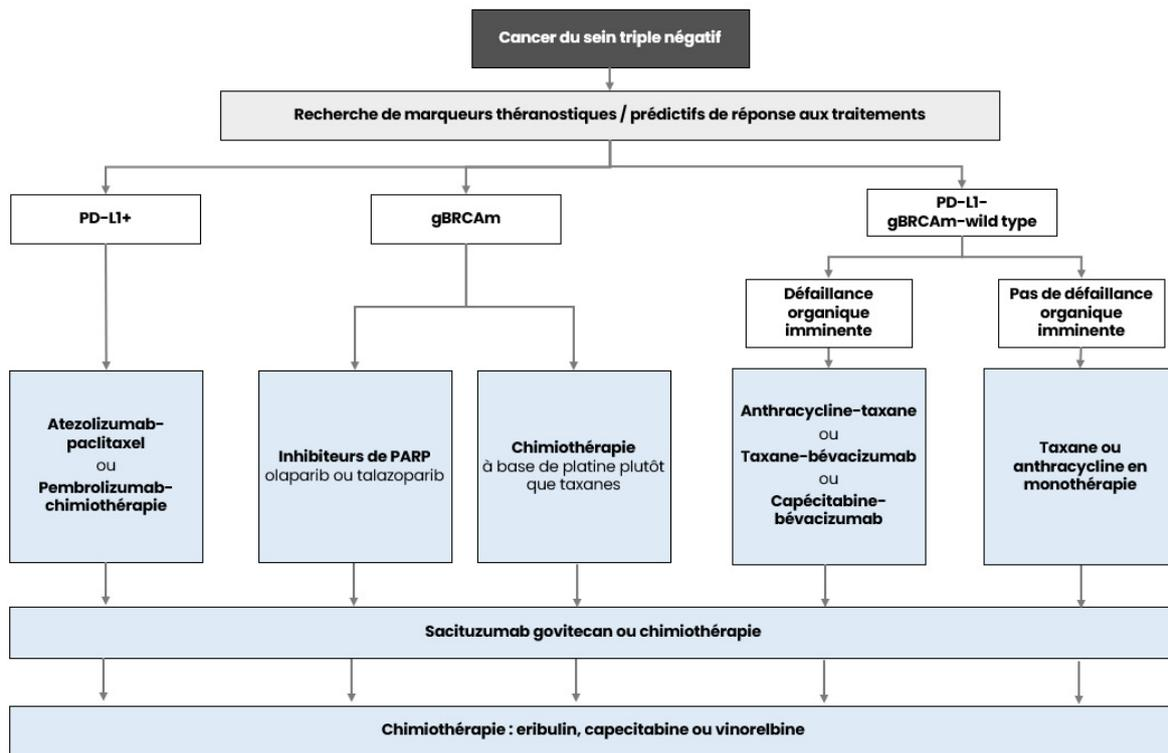 Cancer du sein triple négatif
Recherche de marqueurs théranostiques / prédictifs de réponse aux traitements
PD-L1+
gBRCAm
PD-L1-
gBRCAm-wild type
Défaillance
organique
imminente
Pas de défaillance
organique
imminente
Atezolizumab-
paclitaxel
ou
Pembrolizumab-
chimiothérapie
Inhibiteurs de PARP
olaparib ou talazoparib
Chimiothérapie
à base de platine plutôt
que taxanes
Anthracycline-taxane
ou
Taxane-bévacizumab
ou
Capécitabine-
bévacizumab
Taxane ou
anthracycline en
monothérapie
Sacituzumab govitecan ou chimiothérapie
Chimiothérapie : eribulin, capecitabine ou vinorelbine